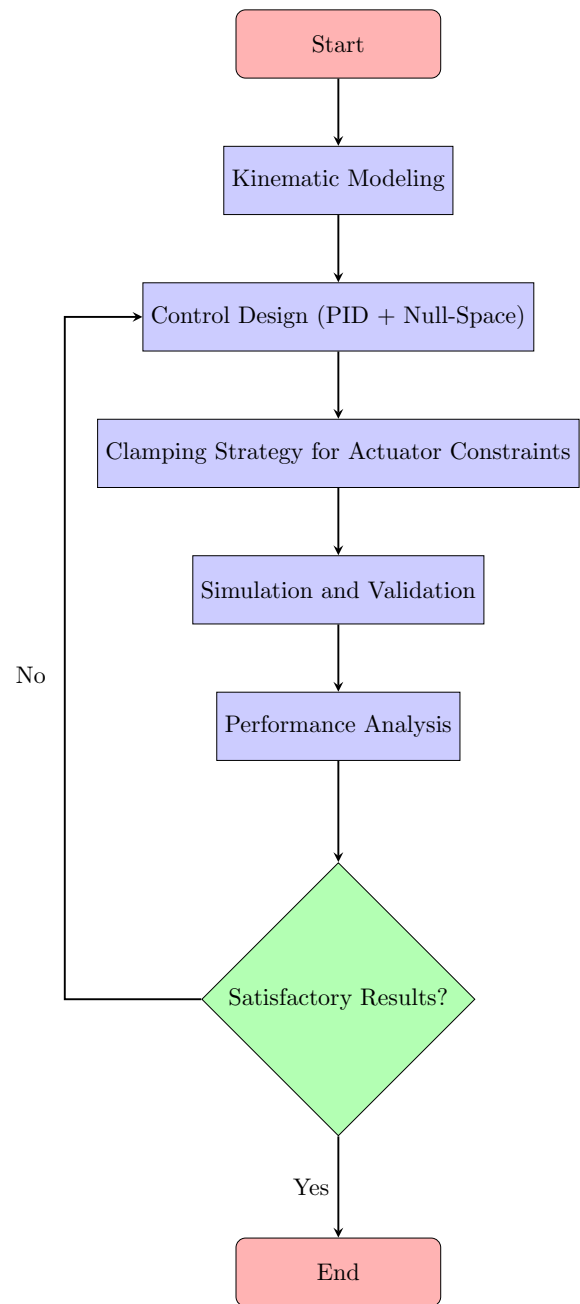 Start
Kinematic Modeling
Control Design (PID + Null-Space)
Clamping Strategy for Actuator Constraints
Simulation and Validation
No
Performance Analysis
Satisfactory Results?
Yes
End